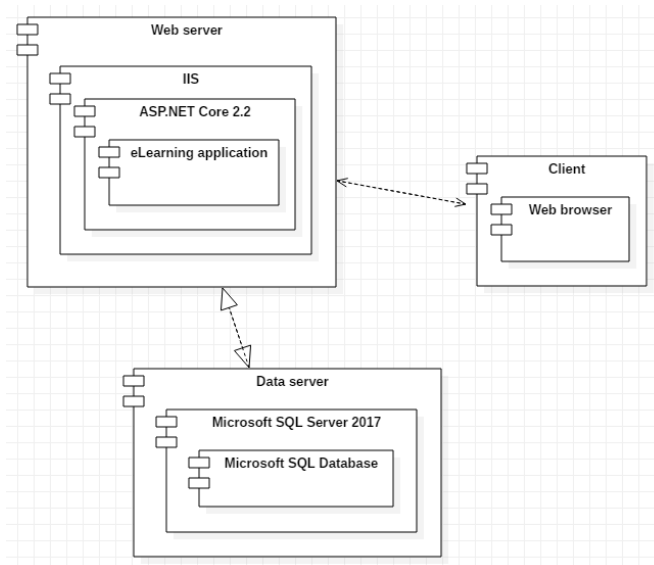 Web server
IIS
ASP.NET Core 2.2
eLearning application
Client
Web browser
Data server
Microsoft SQL Server 2017
Microsoft SQL Database